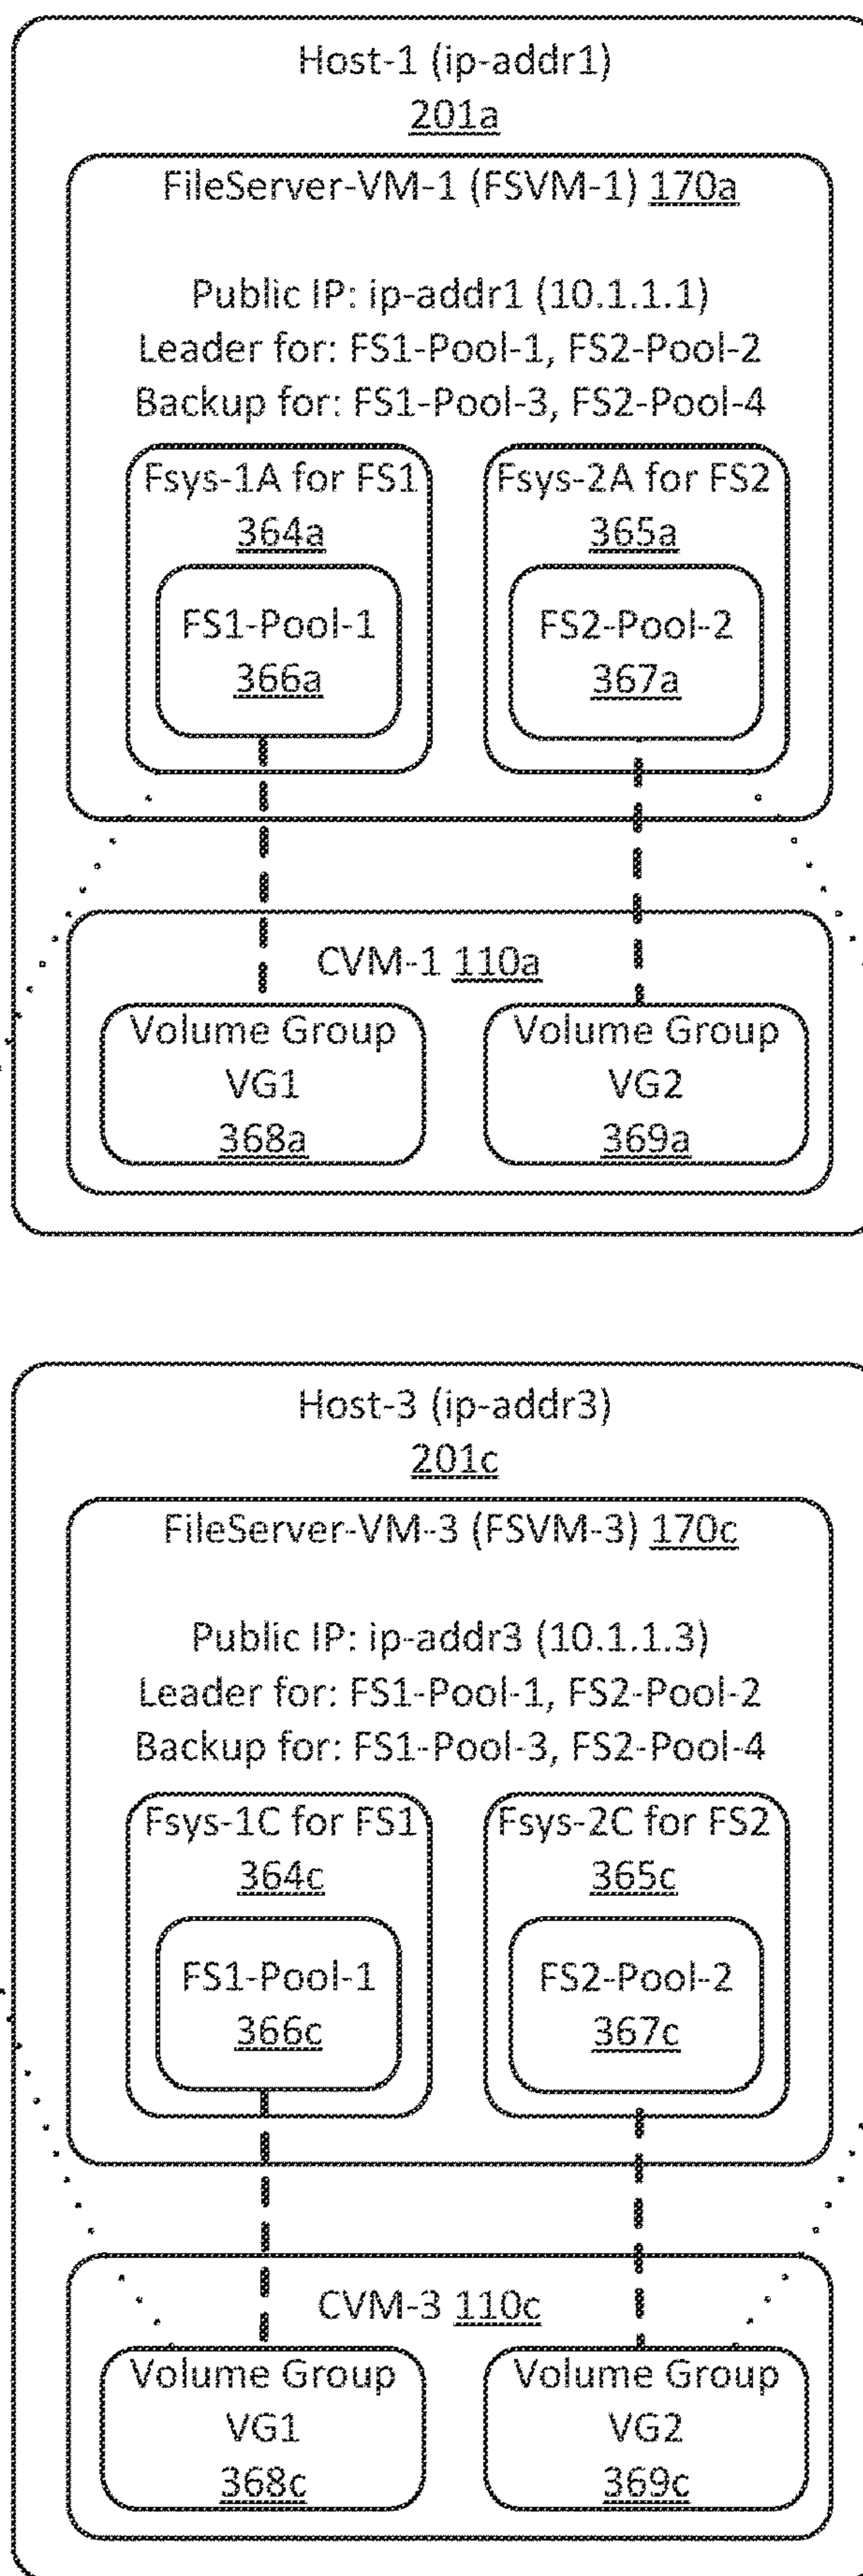 Host-1 (ip-addr1)
201a
FileServer-VM-1 (FSVM-1) 170a
Public IP: ip-addr1 (10.1.1.1)
Leader for: FS1-Pool-1, FS2-Pool-2
Backup for: FS1-Pool-3, FS2-Pool-4
Fsys-1A for FS1
364a
FS1-Pool-1
366a
Fsys-2A for FS2
365a
FS2-Pool-2
367a
CVM-1 110a
Volume Group
VG1
368a
Volume Group
VG2
369a
Host-3 (ip-addr3)
201c
FileServer-VM-3 (FSVM-3) 170c
Public IP: ip-addr3 (10.1.1.3)
Leader for: FS1-Pool-1, FS2-Pool-2
Backup for: FS1-Pool-3, FS2-Pool-4
Fsys-1C for FS1
364c
FS1-Pool-1
366c
Fsys-2C for FS2
365c
FS2-Pool-2
367c
CVM-3 110c
Volume Group
VG1
368c
Volume Group
VG2
369c